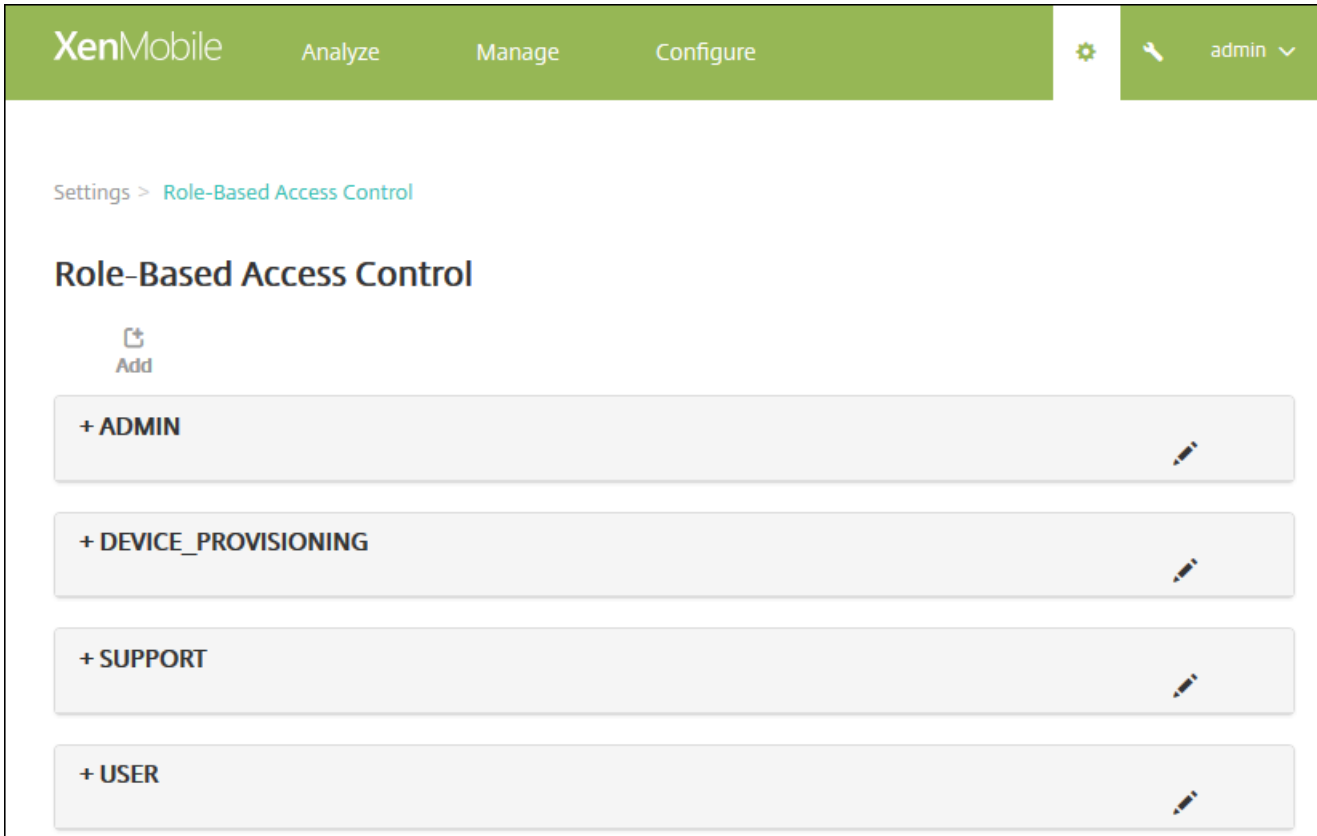 XenMobile Analyze Manage Configure admin
Settings > Role-Based Access Control
Role-Based Access Control
Add
+ ADMIN
+ DEVICE_PROVISIONING
+ SUPPORT
+ USER